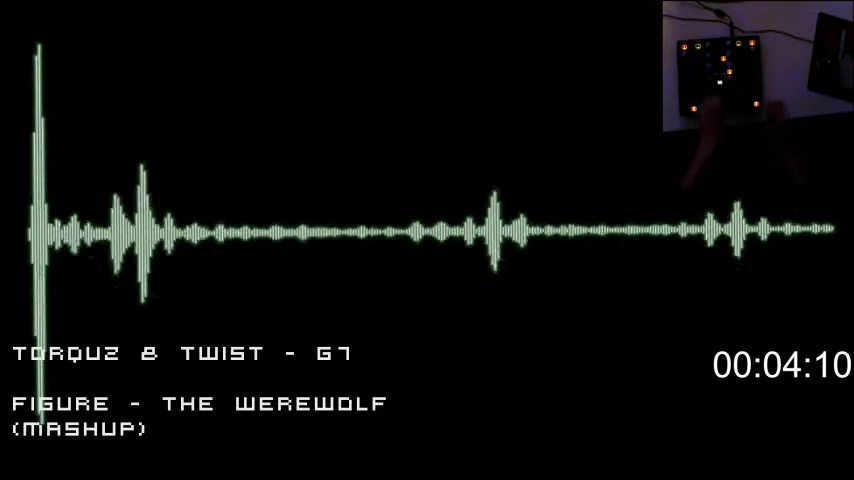 TORQUZ & TWIST - G7
FIGURE - THE WEREWOLF
(MASHUP)
00:04:10